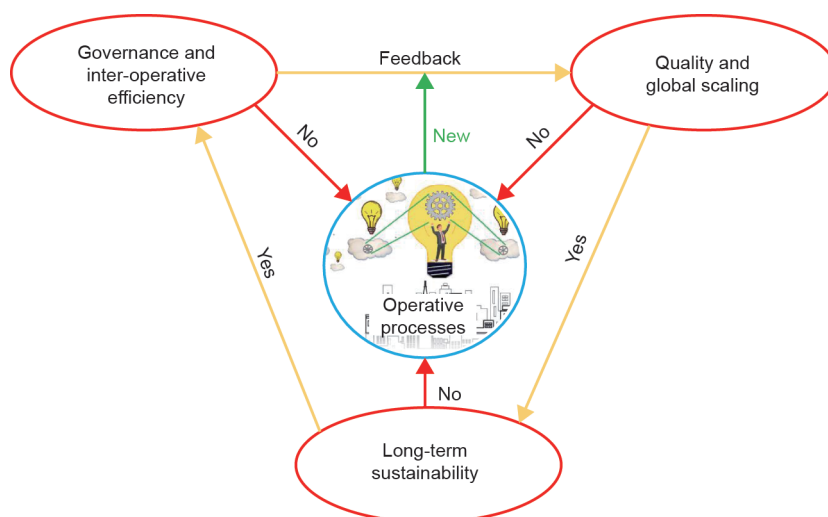 Governance and
inter-operative
efficiency
Feedback
Quality and
global scaling
No
New
No
Yes
Yes
Operative
processes
No
Long-term
sustainability